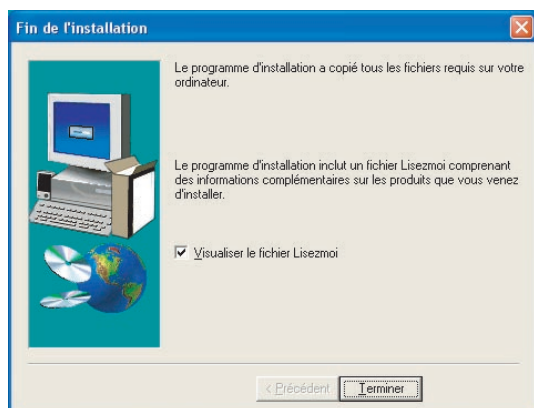 Fin de l'installation
Le programme d'installation a copié tous les fichiers requis sur votre
ordinateur.
Le programme d'installation inclut un fichier Lisezmoi comprenant
des informations complémentaires sur les produits que vous venez
d'installer.
Visualiser le fichier Lisezmoi
< Précédent
Terminer